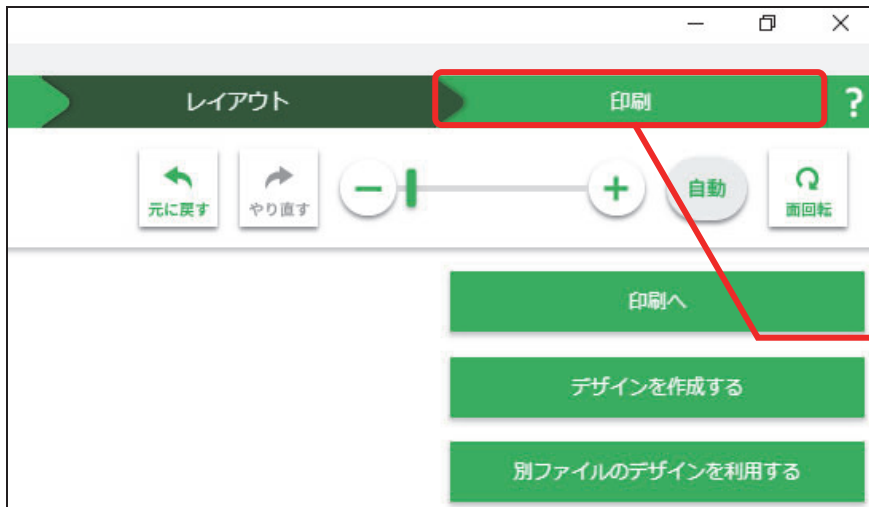 レイアウト 印刷 ?
元に戻す やり直す 自動 面回転
印刷へ
デザインを作成する
別ファイルのデザインを利用する